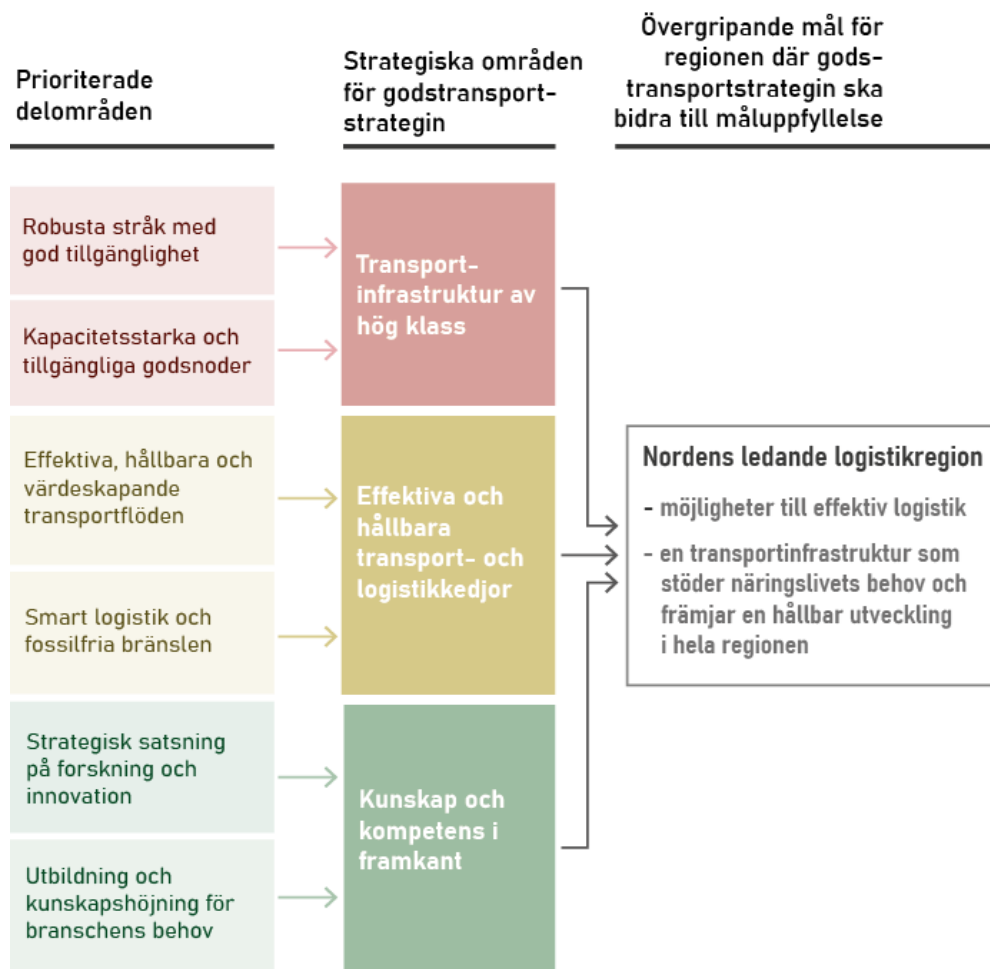 Prioriterade
delområden
Strategiska områden
för godstransport-
strategin
Övergripande mål för
regionen där gods-
transportstrategin ska
bidra till måluppfyllelse
Robusta stråk med
god tillgänglighet
Kapacitetsstarka och
tillgängliga godsnoder
Transport-
infrastruktur av
hög klass
Effektiva, hållbara och
värdeskapande
transportflöden
Smart logistik och
fossilfria bränslen
Effektiva och
hållbara
transport- och
logistikkedjor
Strategisk satsning
på forskning och
innovation
Utbildning och
kunskapshöjning för
branschens behov
Kunskap och
kompetens i
framkant
Nordens ledande logistikregion
- möjligheter till effektiv logistik
- en transportinfrastruktur som
stöder näringslivets behov och
främjar en hållbar utveckling
i hela regionen